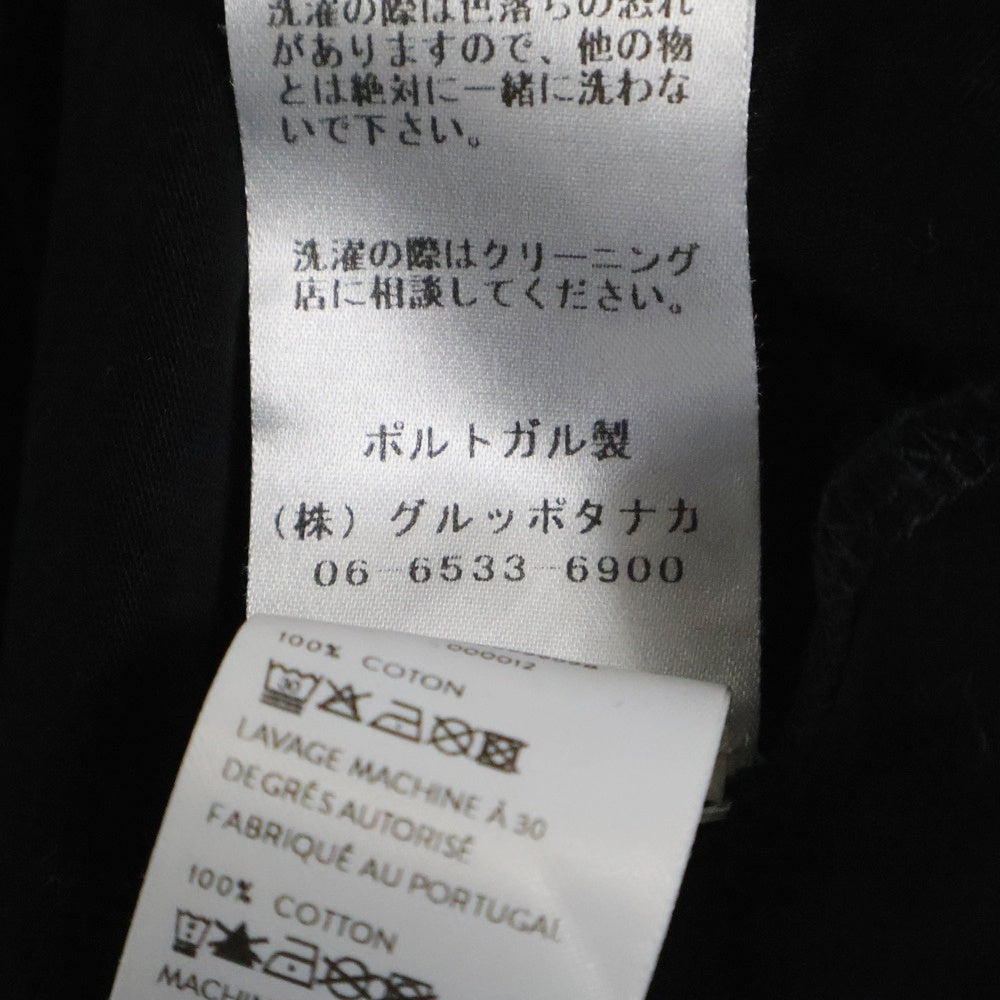 洗濯の際は色落ちの恐れ
がありますので、他の物
とは絶対に一緒に洗わな
いで下さい。
洗濯の際はクリーニング
店に相談してください。
ポルトガル製
(株) グルッポタナカ
06-6533-6900
000012
100% COTON
30
LAVAGE MACHINE À 30
DEGRÉS AUTORISÉ
FABRIQUÉ AU PORTUGAL
100% COTTON